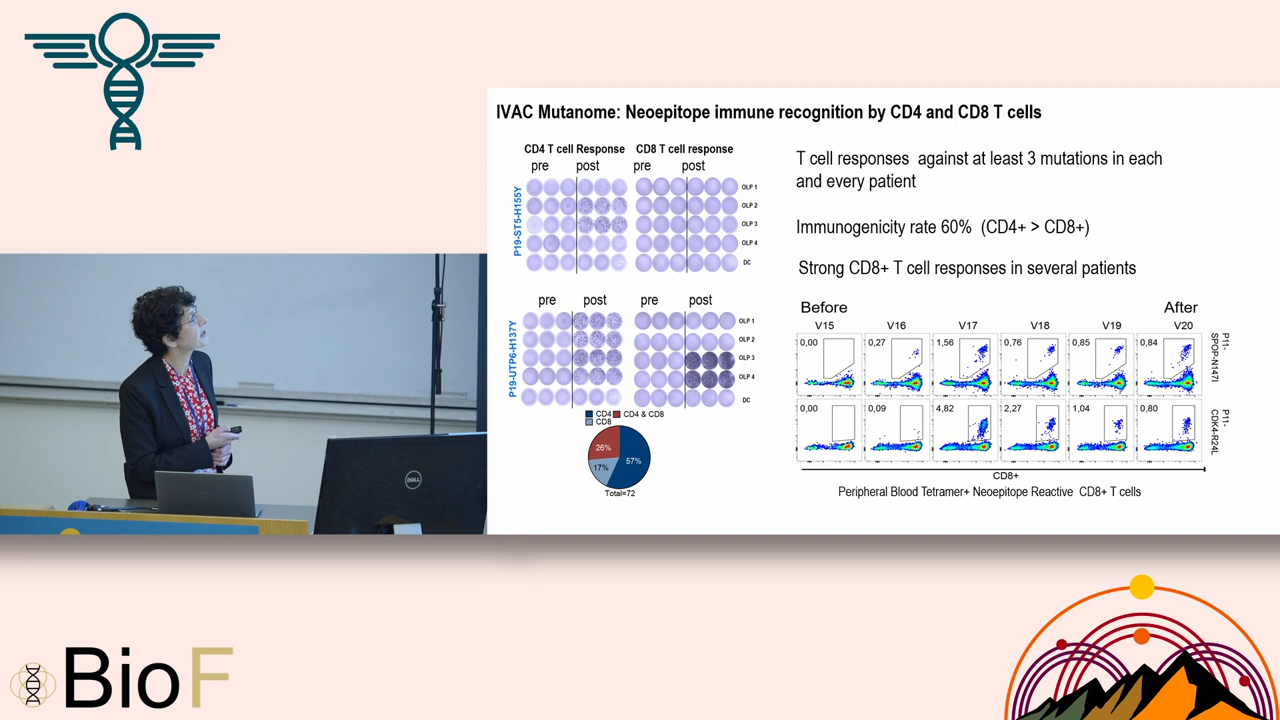 IVAC Mutanome: Neoepitope immune recognition by CD4 and CD8 T cells
CD4 T cell Response
CD8 T cell response
pre
post
pre
post
P19-ST5-H155Y
OLP 1
OLP 2
OLP 3
OLP 4
DC
pre
post
pre
post
P19-UTP6-H137Y
OLP 1
OLP 2
OLP 3
OLP 4
DC
CD4
CD4 & CD8
CD8
26%
17%
57%
Total=72
T cell responses against at least 3 mutations in each
and every patient
Immunogenicity rate 60% (CD4+ > CD8+)
Strong CD8+ T cell responses in several patients
Before
After
V15
V16
V17
V18
V19
V20
0,00
0,27
1,56
0,76
0,85
0,84
P11-
SPOP-N147I
0,00
0,09
4,82
2,27
1,04
0,80
P11-
CDK4-R24L
CD8+
Peripheral Blood Tetramer+ Neoepitope Reactive CD8+ T cells
DELL
BioF